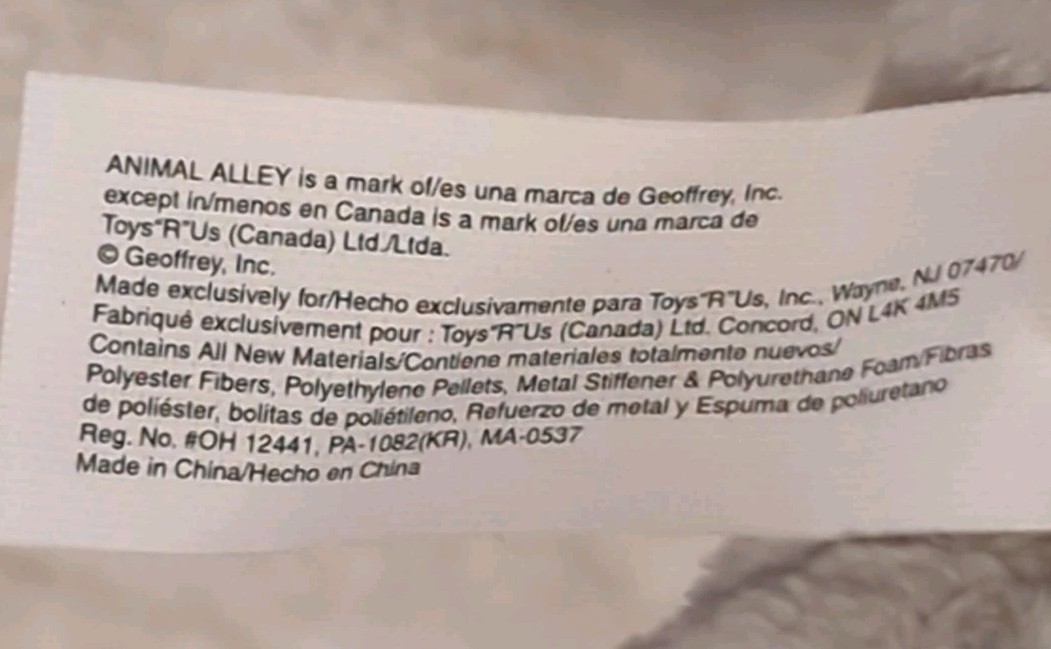 ANIMAL ALLEY is a mark of/es una marca de Geoffrey, Inc.
except in/menos en Canada is a mark of/es una marca de
Toys"R"Us (Canada) Ltd./Ltda.
© Geoffrey, Inc.
Made exclusively for/Hecho exclusivamente para Toys"R"Us, Inc., Wayne, NJ 07470/
Fabriqué exclusivement pour : Toys"R"Us (Canada) Ltd. Concord, ON L4K 4M5
Contains All New Materials/Contiene materiales totalmente nuevos/
Polyester Fibers, Polyethylene Pellets, Metal Stiffener & Polyurethane Foam/Fibras
de poliéster, bolitas de poliétileno, Refuerzo de metal y Espuma de poliuretano
Reg. No. #OH 12441, PA-1082(KR), MA-0537
Made in China/Hecho en China